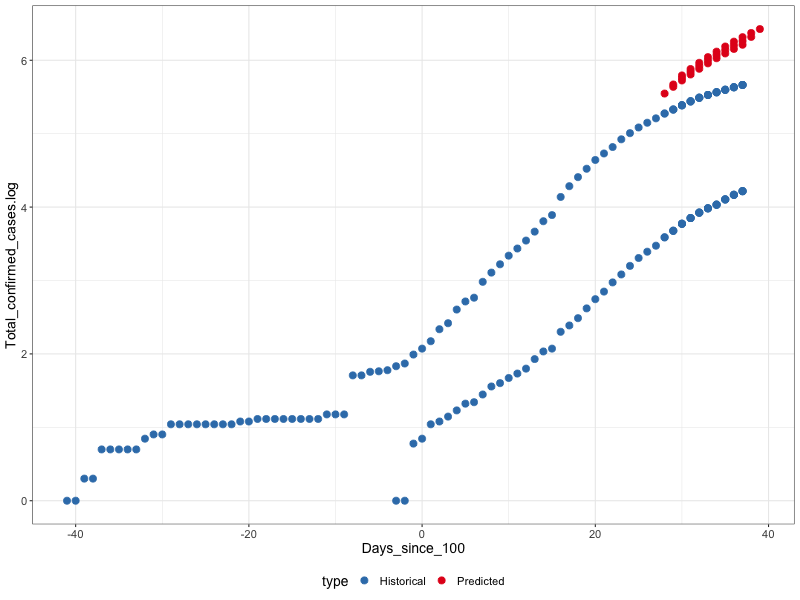 Total_confirmed_cases.log
6
4
2
0
-40 -20 0 20 40
Days_since_100
type Historical Predicted